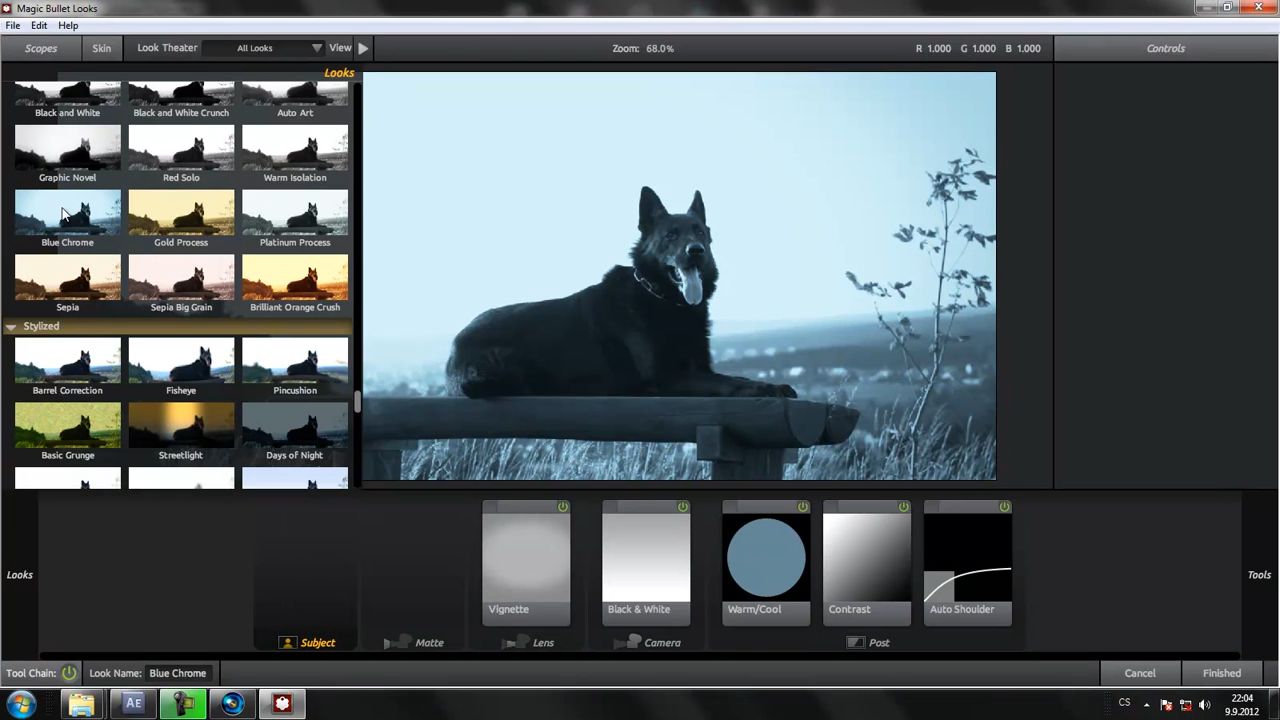 Magic Bullet Looks
File Edit Help
Scopes Skin Look Theater All Looks View Zoom: 68.0% R 1.000 G 1.000 B 1.000 Controls
Looks
Black and White Black and White Crunch Auto Art
Graphic Novel Red Solo Warm Isolation
Blue Chrome Gold Process Platinum Process
Sepia Sepia Big Grain Brilliant Orange Crush
Stylized
Barrel Correction Fisheye Pincushion
Basic Grunge Streetlight Days of Night
Looks Tools
Vignette Black & White Warm/Cool Contrast Auto Shoulder
Subject Matte Lens Camera Post
Tool Chain: Look Name: Blue Chrome Cancel Finished
Ae CS 22:04
9.9.2012